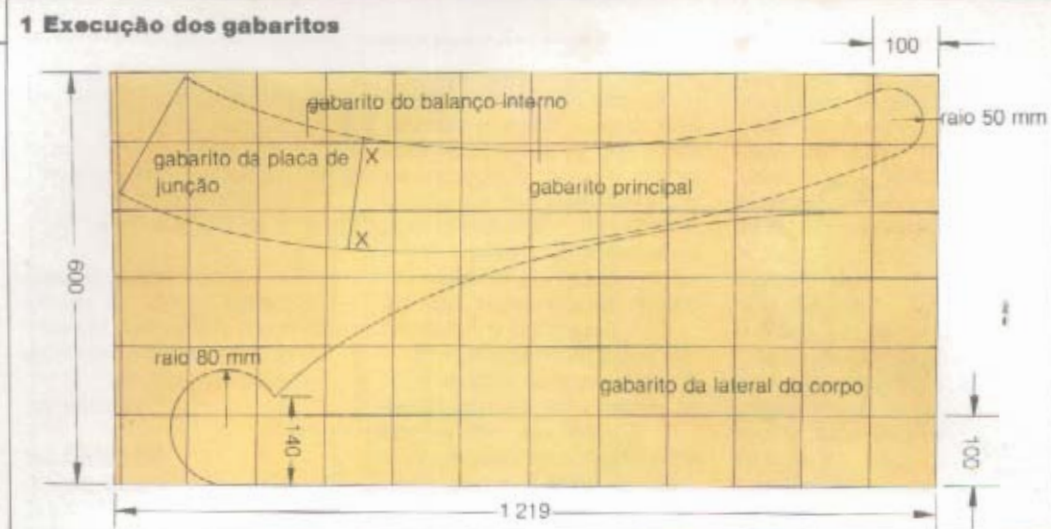 1 Execução dos gabaritos
100
gabarito do balanço interno
raio 50 mm
gabarito da placa de
junção
X
gabarito principal
X
609
raio 80 mm
gabarito da lateral do corpo
140
100
1 219